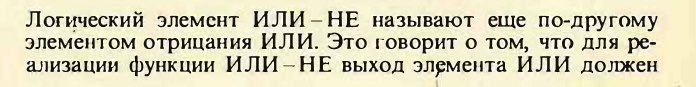 Логический элемент ИЛИ–НЕ называют еще по-другому
элементом отрицания ИЛИ. Это говорит о том, что для ре-
ализации функции ИЛИ–НЕ выход элемента ИЛИ должен